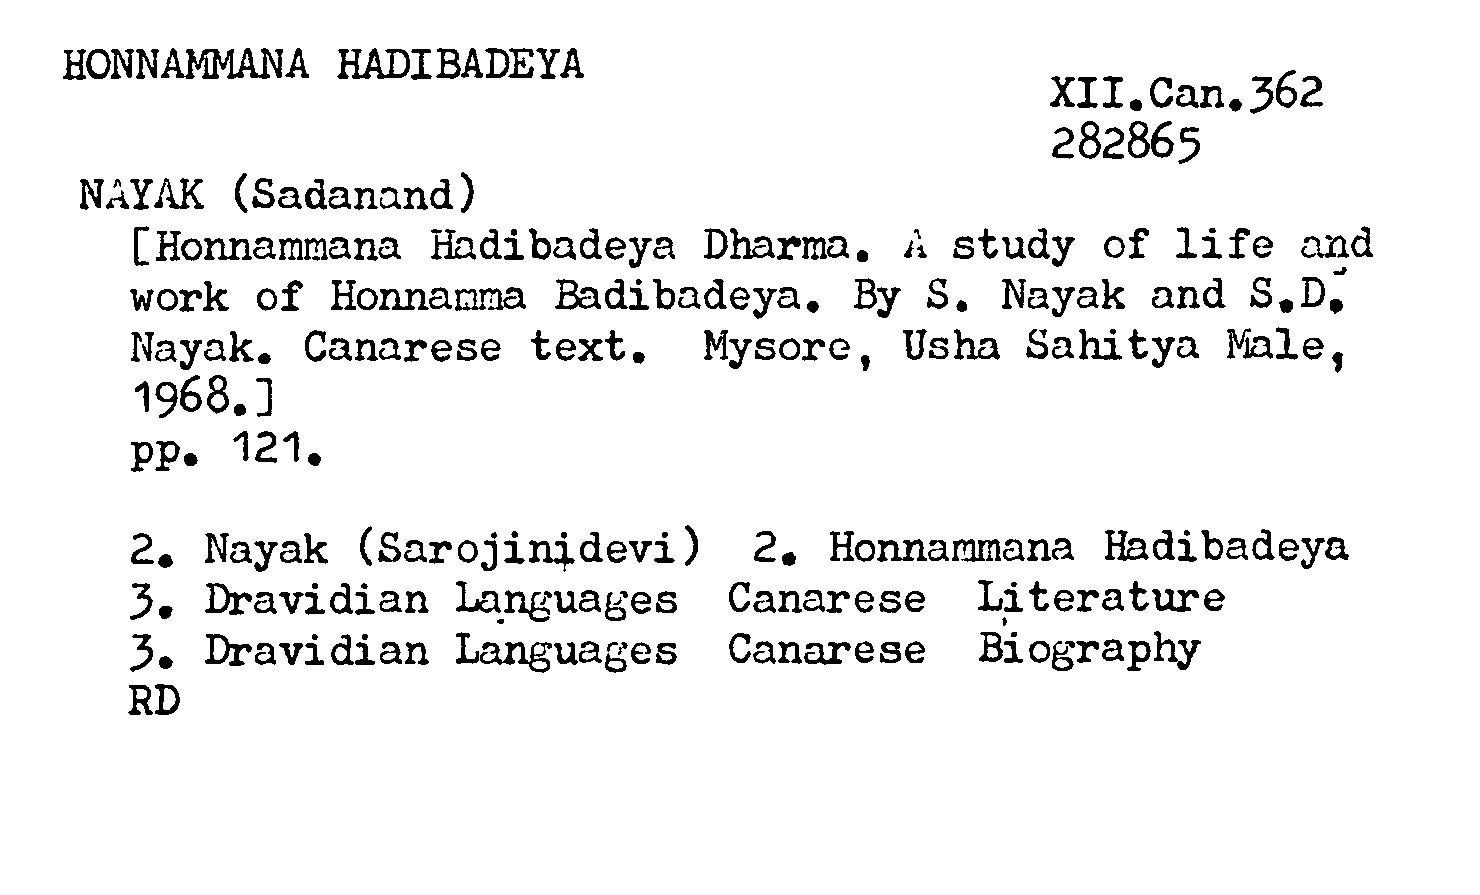 HONNAMMANA HADIBADEYA
XII.Can.362
282865
NAYAK (Sadanand)
[Honnammana Hadibadeya Dharma. A study of life and
work of Honnamma Badibadeya. By S. Nayak and S.D.
Nayak. Canarese text. Mysore, Usha Sahitya Male,
1968.]
pp. 121.
2. Nayak (Sarojinidevi) 2. Honnammana Hadibadeya
3. Dravidian Languages Canarese Literature
3. Dravidian Languages Canarese Biography
RD